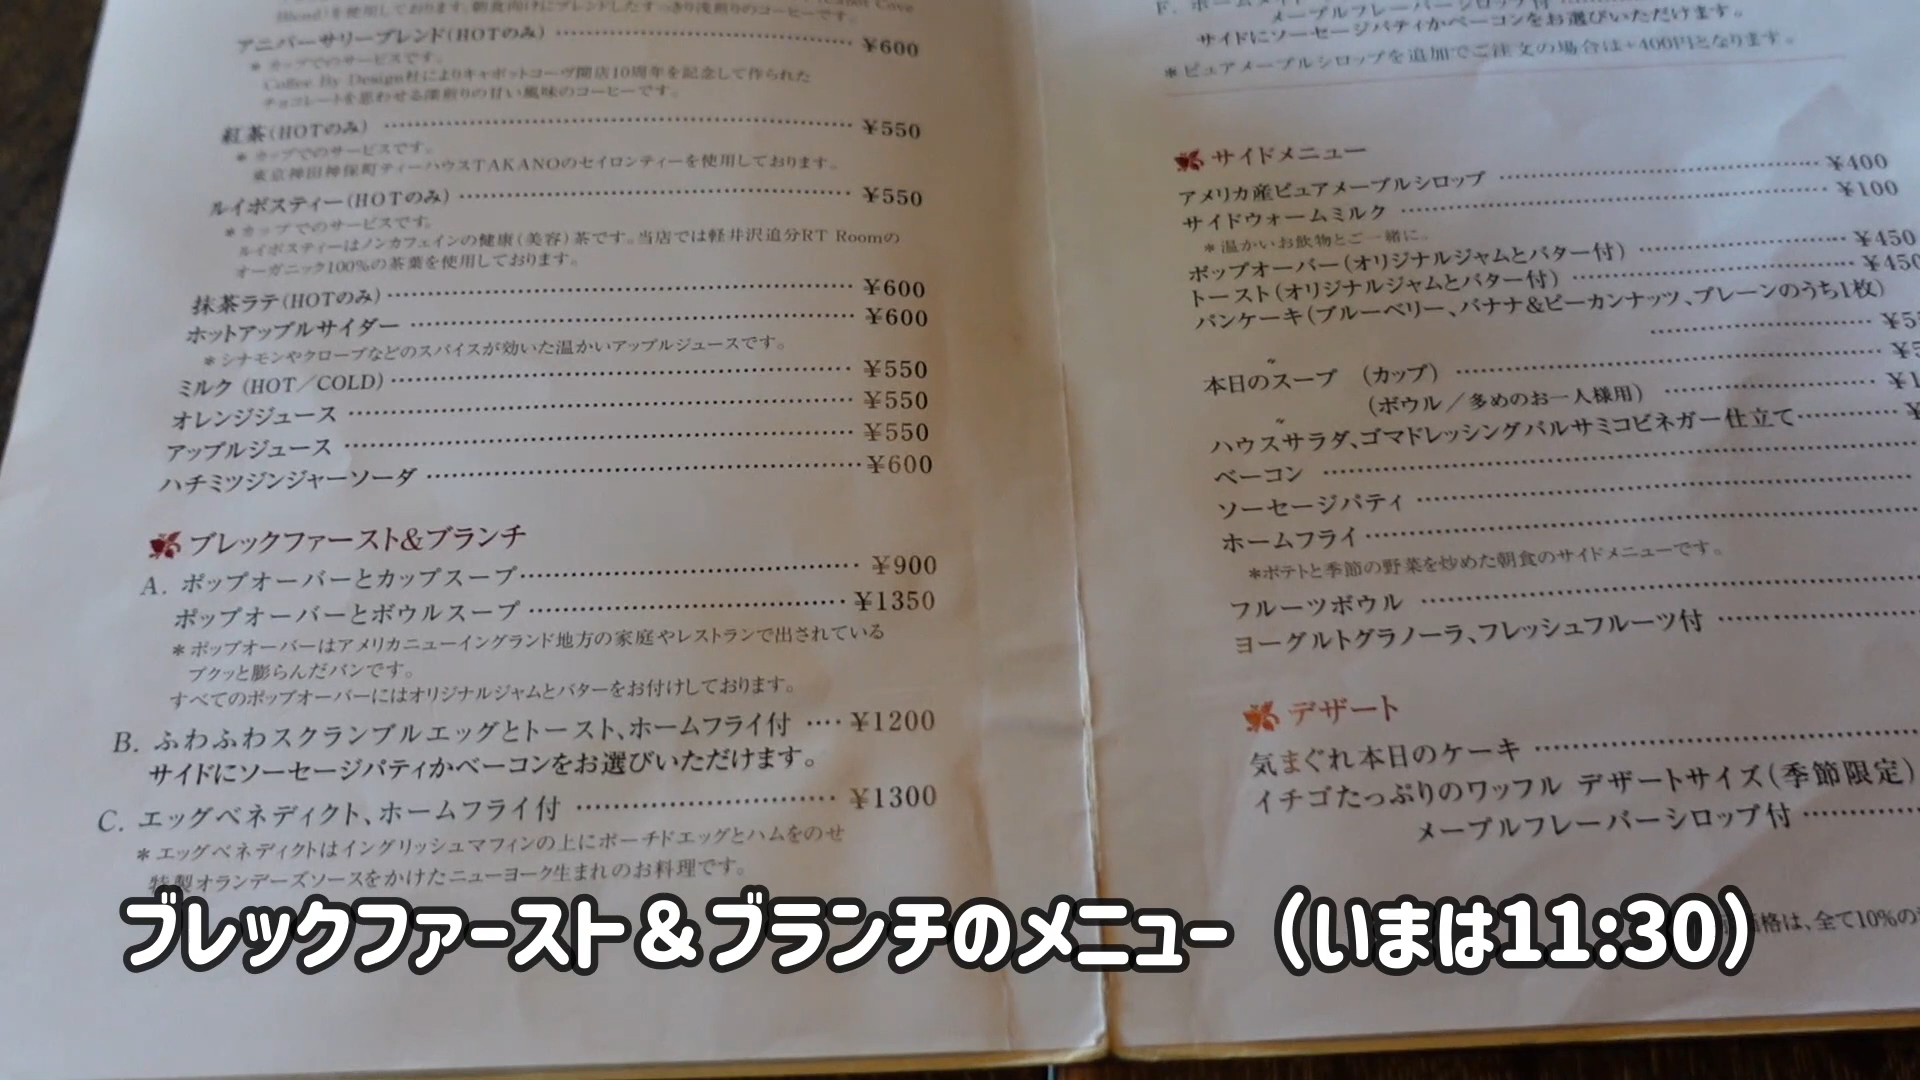 Blend)を使用しております。朝食向けにブレンドしたすっきり浅煎りのコーヒーです。
アニバーサリーブレンド(HOTのみ) ¥600
*カップでのサービスです。
Coffee By Design社によりキャボットコーヴ開店10周年を記念して作られた
チョコレートを思わせる深煎りの甘い風味のコーヒーです。
紅茶(HOTのみ) ¥550
*カップでのサービスです。
東京神田神保町ティーハウスTAKANOのセイロンティーを使用しております。
ルイボスティー(HOTのみ) ¥550
*カップでのサービスです。
ルイボスティーはノンカフェインの健康(美容)茶です。当店では軽井沢追分RT Roomの
オーガニック100%の茶葉を使用しております。
抹茶ラテ(HOTのみ) ¥600
ホットアップルサイダー ¥600
*シナモンやクローブなどのスパイスが効いた温かいアップルジュースです。
ミルク (HOT/COLD) ¥550
オレンジジュース ¥550
アップルジュース ¥550
ハチミツジンジャーソーダ ¥600
ブレックファースト&ブランチ
A. ポップオーバーとカップスープ ¥900
ポップオーバーとボウルスープ ¥1350
*ポップオーバーはアメリカニューイングランド地方の家庭やレストランで出されている
プクッと膨らんだパンです。
すべてのポップオーバーにはオリジナルジャムとバターをお付けしております。
B. ふわふわスクランブルエッグとトースト、ホームフライ付 ¥1200
サイドにソーセージパティかベーコンをお選びいただけます。
C. エッグベネディクト、ホームフライ付 ¥1300
*エッグベネディクトはイングリッシュマフィンの上にポーチドエッグとハムをのせ
特製オランデーズソースをかけたニューヨーク生まれのお料理です。
メープルフレーバーシロップ付
サイドにソーセージパティかベーコンをお選びいただけます。
*ピュアメープルシロップを追加でご注文の場合は+400円となります。
サイドメニュー
アメリカ産ピュアメープルシロップ ¥400
サイドウォームミルク ¥100
*温かいお飲物とご一緒に。
ポップオーバー(オリジナルジャムとバター付) ¥450
トースト(オリジナルジャムとバター付) ¥450
パンケーキ(ブルーベリー、バナナ&ピーカンナッツ、プレーンのうち1枚)
本日のスープ (カップ)
(ボウル/多めのお一人様用)
ハウスサラダ、ゴマドレッシングバルサミコビネガー仕立て
ベーコン
ソーセージパティ
ホームフライ
*ポテトと季節の野菜を炒めた朝食のサイドメニューです。
フルーツボウル
ヨーグルトグラノーラ、フレッシュフルーツ付
デザート
気まぐれ本日のケーキ
イチゴたっぷりのワッフル デザートサイズ(季節限定)
メープルフレーバーシロップ付
価格は、全て10%の
ブレックファースト&ブランチのメニュー(いまは11:30)